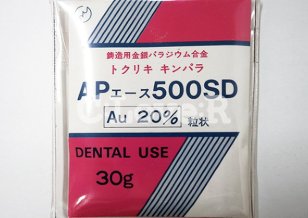 鋳造用金銀パラジウム合金
トクリキ キンパラ
APエース500SD
Au 20% 粒状
DENTAL USE
30g